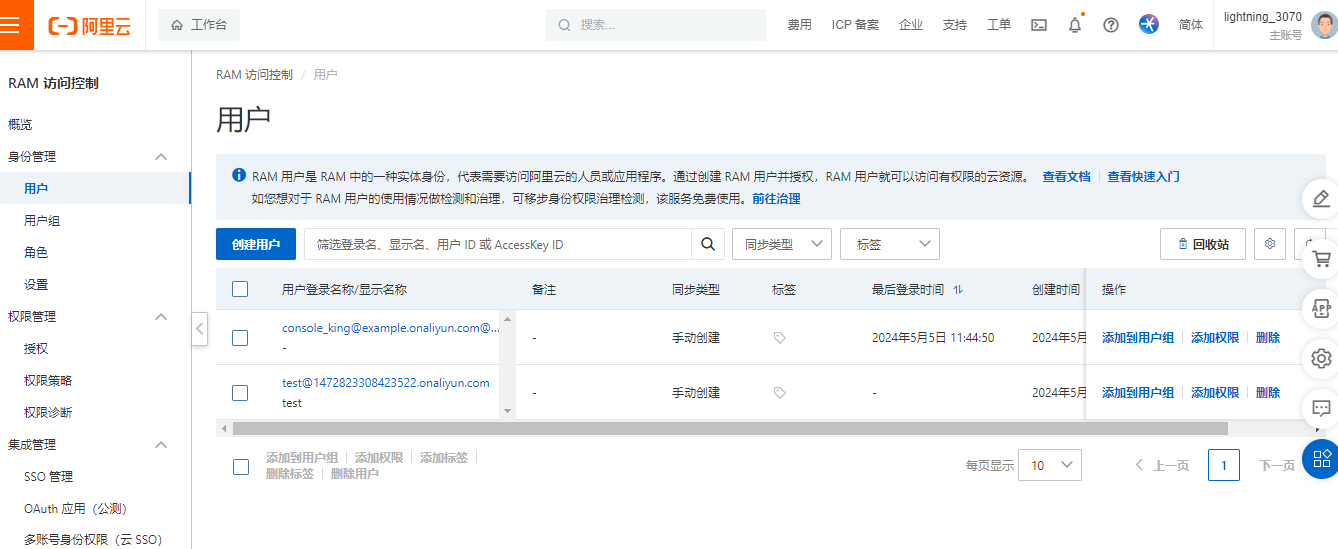 阿里云
工作台
搜索...
费用
ICP 备案
企业
支持
工单
简体
lightning_3070
主账号
RAM 访问控制
概览
身份管理
用户
用户组
角色
设置
权限管理
授权
权限策略
权限诊断
集成管理
SSO 管理
OAuth 应用（公测）
多账号身份权限（云 SSO）
RAM 访问控制 / 用户
用户
RAM 用户是 RAM 中的一种实体身份，代表需要访问阿里云的人员或应用程序。通过创建 RAM 用户并授权，RAM 用户就可以访问有权限的云资源。 查看文档 查看快速入门
如您想对于 RAM 用户的使用情况做检测和治理，可移步身份权限治理检测，该服务免费使用。前往治理
创建用户
筛选登录名、显示名、用户 ID 或 AccessKey ID
同步类型
标签
回收站
用户登录名称/显示名称 备注 同步类型 标签 最后登录时间 创建时间 操作
console_king@example.onaliyun.com@... - 手动创建 2024年5月5日 11:44:50 2024年5月 添加到用户组 添加权限 删除
-
test@1472823308423522.onaliyun.com - 手动创建 - 2024年5月 添加到用户组 添加权限 删除
test
添加到用户组 添加权限 添加标签
删除标签 删除用户
每页显示 10 上一页 1 下一页
API
APP